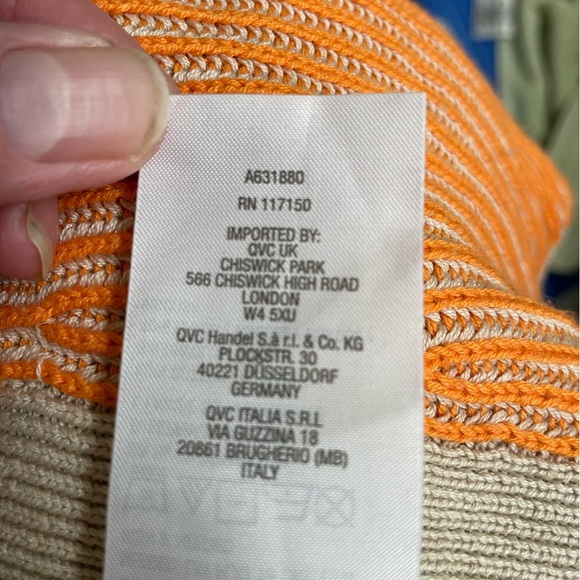 A631880
RN 117150
IMPORTED BY:
QVC UK
CHISWICK PARK
566 CHISWICK HIGH ROAD
LONDON
W4 5XU
QVC Handel S.à r.l. & Co. KG
PLOCKSTR. 30
40221 DÜSSELDORF
GERMANY
QVC ITALIA S.R.L
VIA GUZZINA 18
20861 BRUGHERIO (MB)
ITALY